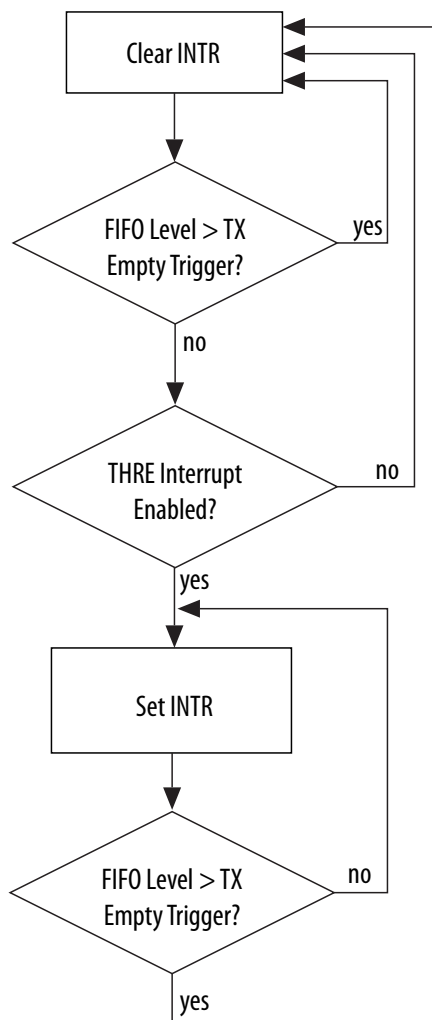 Clear INTR
FIFO Level > TX
Empty Trigger?
yes
no
THRE Interrupt
Enabled?
no
yes
Set INTR
FIFO Level > TX
Empty Trigger?
no
yes